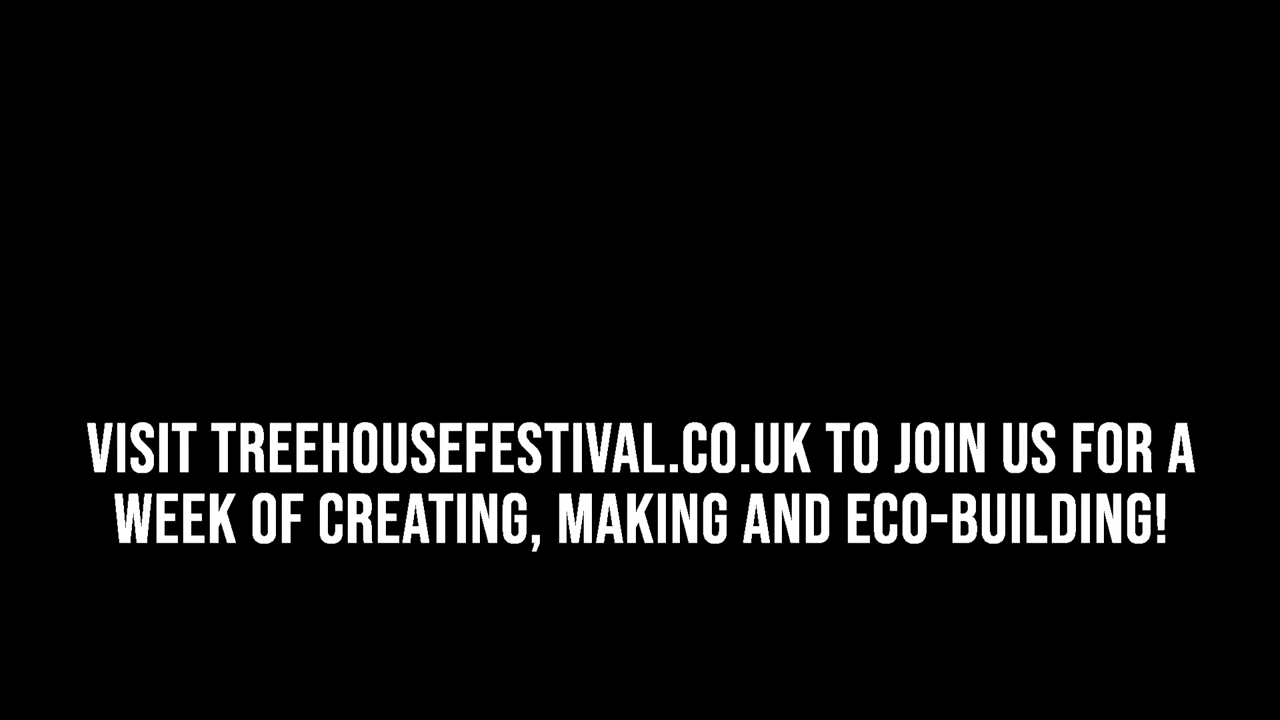 VISIT TREEHOUSEFESTIVAL.CO.UK TO JOIN US FOR A
WEEK OF CREATING, MAKING AND ECO-BUILDING!